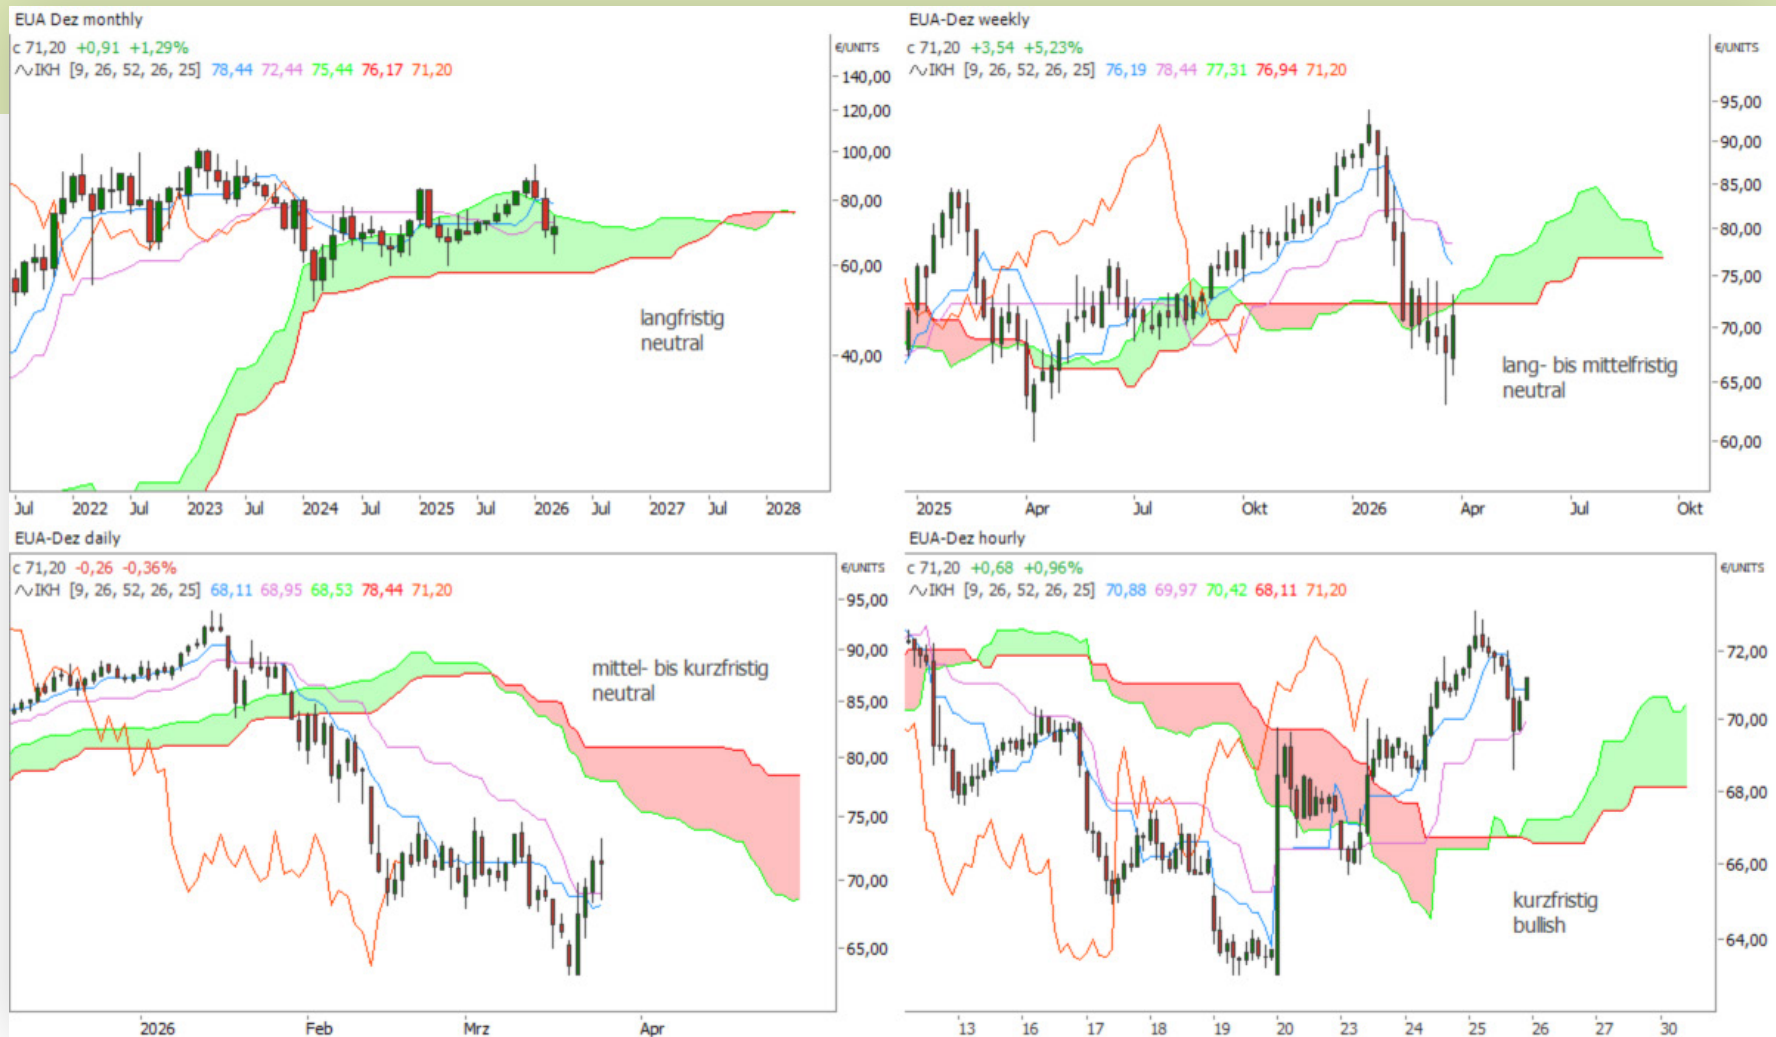 EUA Dez monthly
c 71,20 +0,91 +1,29%
IKH [9, 26, 52, 26, 25] 78,44 72,44 75,44 76,17 71,20
€/UNITS
140,00
120,00
100,00
80,00
60,00
40,00
langfristig
neutral
Jul 2022 Jul 2023 Jul 2024 Jul 2025 Jul 2026 Jul 2027 Jul 2028
EUA-Dez weekly
c 71,20 +3,54 +5,23%
IKH [9, 26, 52, 26, 25] 76,19 78,44 77,31 76,94 71,20
€/UNITS
95,00
90,00
85,00
80,00
75,00
70,00
65,00
60,00
lang- bis mittelfristig
neutral
2025 Apr Jul Okt 2026 Apr Jul Okt
EUA-Dez daily
c 71,20 -0,26 -0,36%
IKH [9, 26, 52, 26, 25] 68,11 68,95 68,53 78,44 71,20
€/UNITS
95,00
90,00
85,00
80,00
75,00
70,00
65,00
mittel- bis kurzfristig
neutral
2026 Feb Mrz Apr
EUA-Dez hourly
c 71,20 +0,68 +0,96%
IKH [9, 26, 52, 26, 25] 70,88 69,97 70,42 68,11 71,20
€/UNITS
72,00
70,00
68,00
66,00
64,00
kurzfristig
bullish
13 16 17 18 19 20 23 24 25 26 27 30